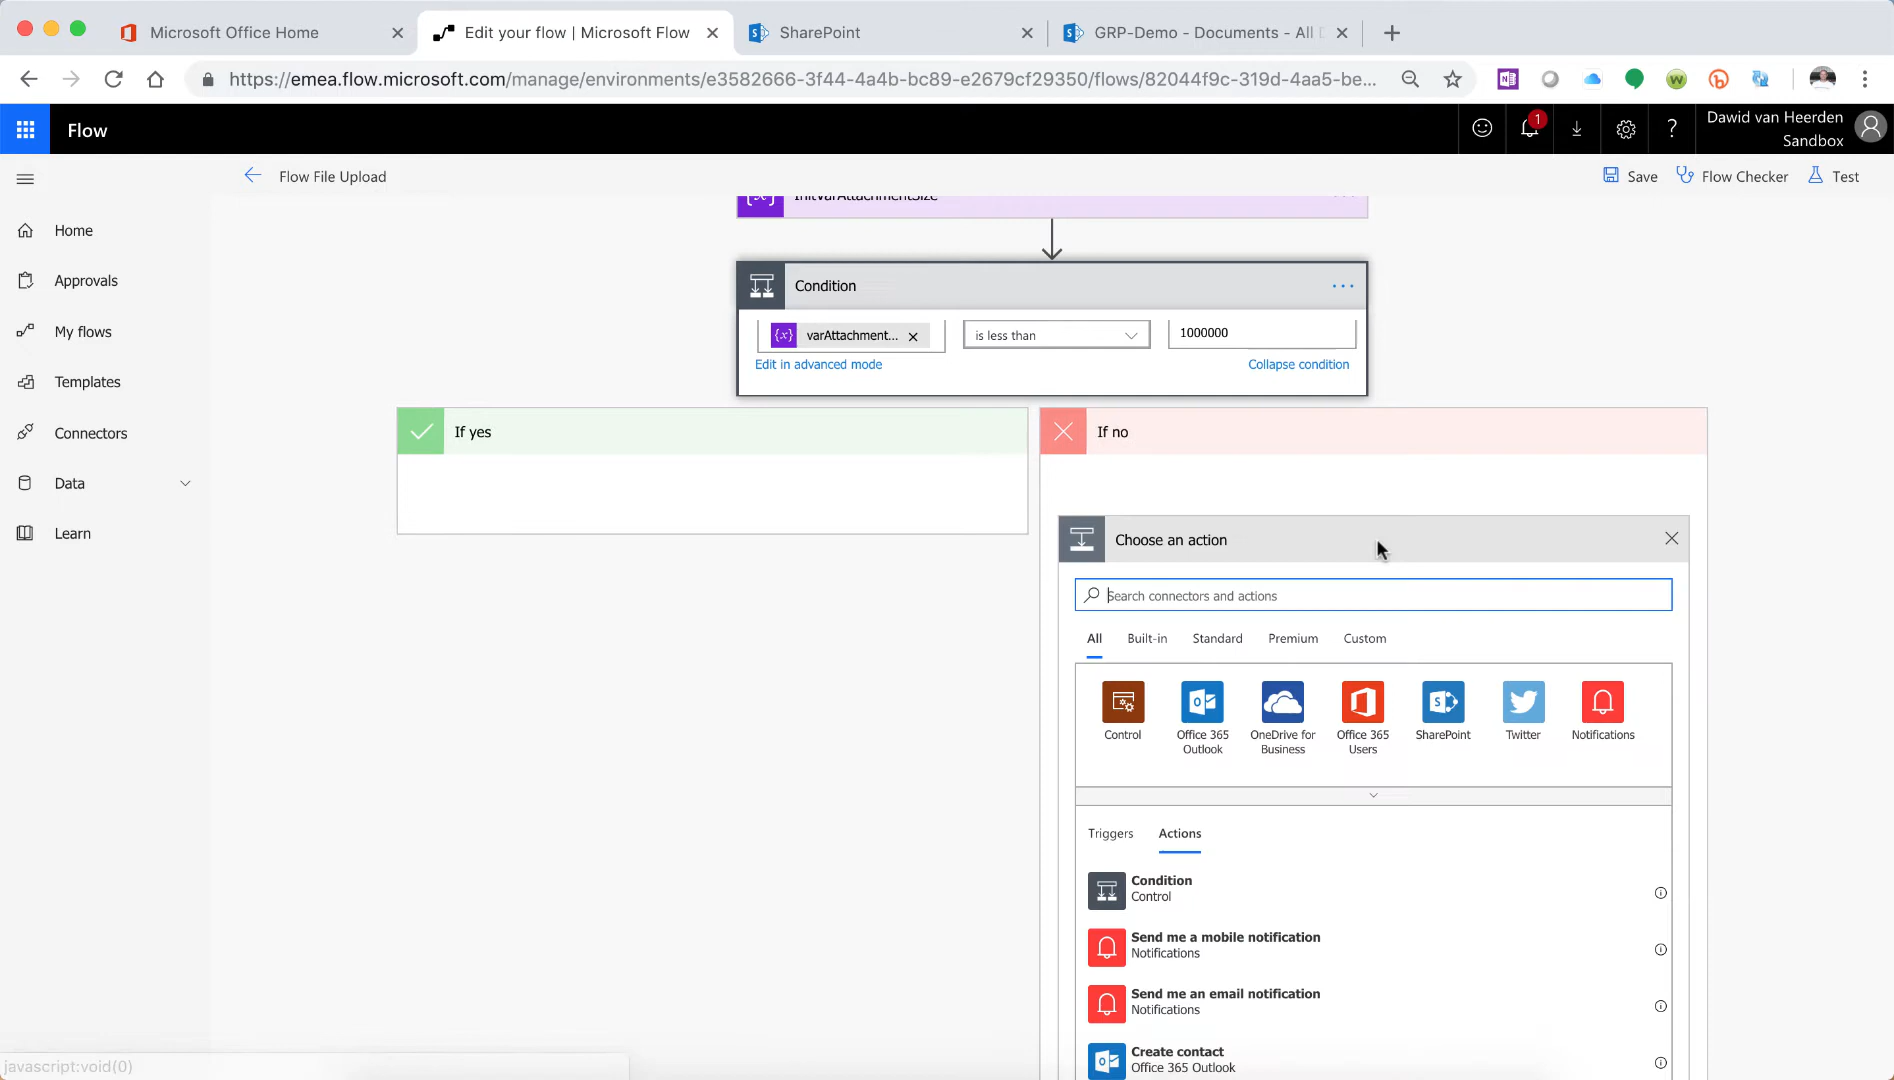 Microsoft Office Home
Edit your flow | Microsoft Flow
SharePoint
GRP-Demo - Documents - All
https://emea.flow.microsoft.com/manage/environments/e3582666-3f44-4a4b-bc89-e2679cf29350/flows/82044f9c-319d-4aa5-be...
Flow
1
?
Dawid van Heerden
Sandbox
Flow File Upload
Save
Flow Checker
Test
Home
Approvals
My flows
Templates
Connectors
Data
Learn
InitVarAttachmentSize
Condition
varAttachment...
is less than
1000000
Edit in advanced mode
Collapse condition
If yes
If no
Choose an action
Search connectors and actions
All
Built-in
Standard
Premium
Custom
Control
Office 365
Outlook
OneDrive for
Business
Office 365
Users
SharePoint
Twitter
Notifications
Triggers
Actions
Condition
Control
Send me a mobile notification
Notifications
Send me an email notification
Notifications
Create contact
Office 365 Outlook
javascript:void(0)